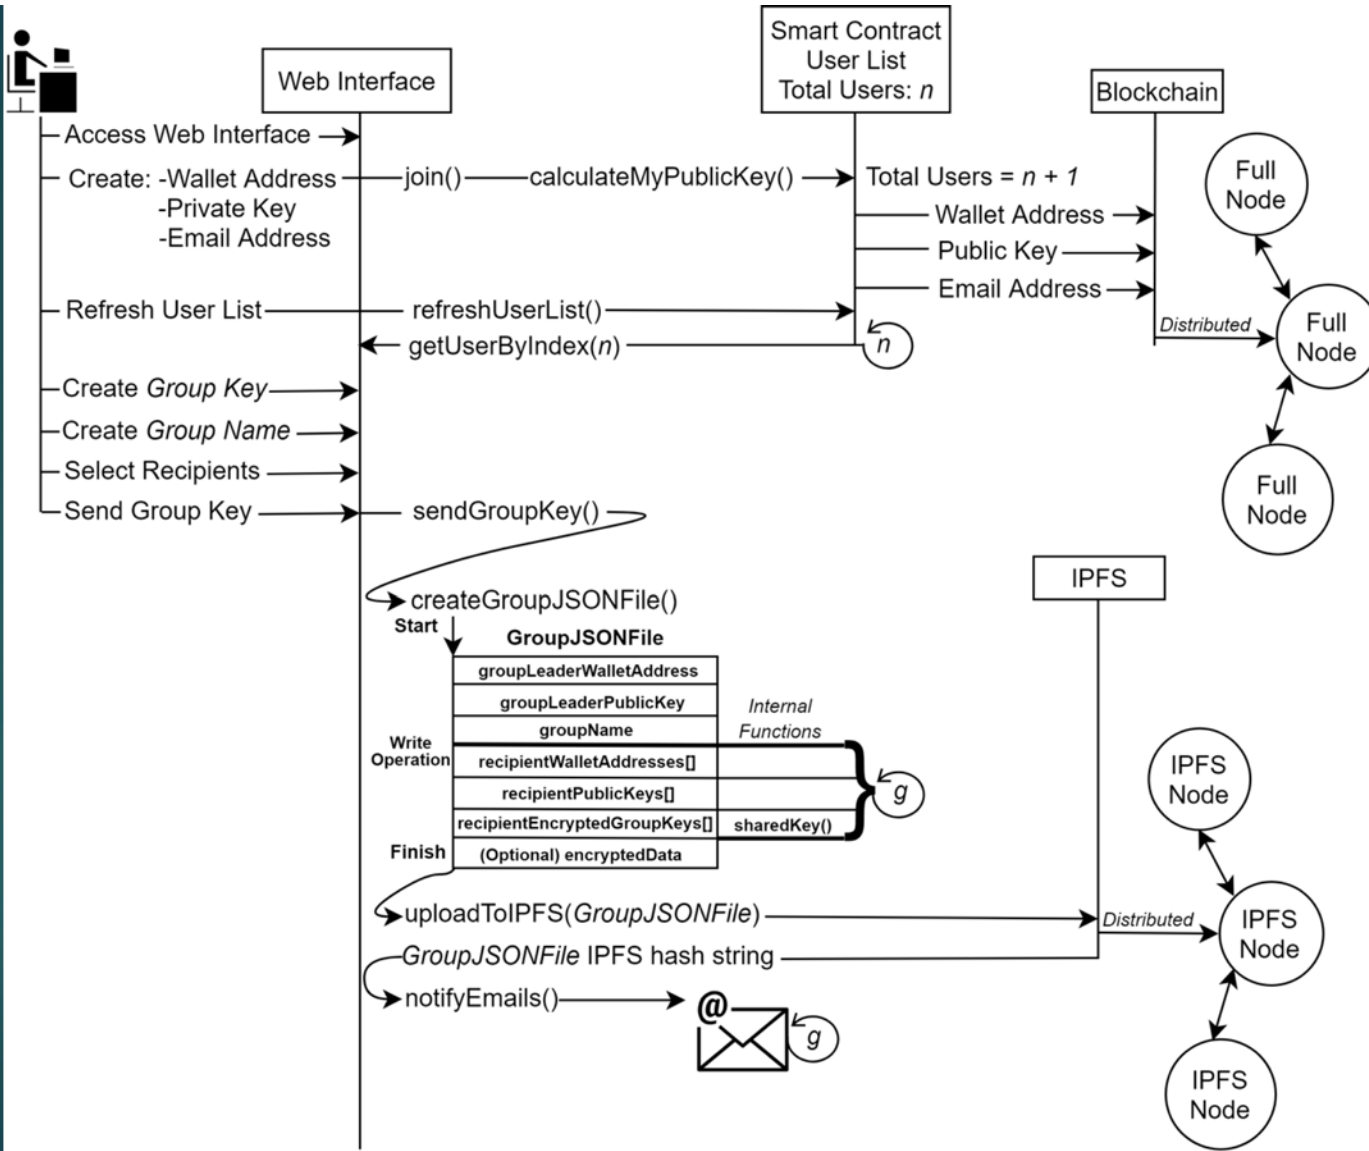 Smart Contract
User List
Total Users: n
Web Interface
Blockchain
Access Web Interface
Create: -Wallet Address
-Private Key
-Email Address
join()
calculateMyPublicKey()
Total Users = n + 1
Wallet Address
Public Key
Email Address
Full
Node
Refresh User List
refreshUserList()
getUserByIndex(n)
n
Distributed
Full
Node
Create Group Key
Create Group Name
Select Recipients
Send Group Key
sendGroupKey()
Full
Node
IPFS
createGroupJSONFile()
Start
GroupJSONFile
groupLeaderWalletAddress
groupLeaderPublicKey
groupName
Internal
Functions
Write
Operation
recipientWalletAddresses[]
recipientPublicKeys[]
recipientEncryptedGroupKeys[]
sharedKey()
g
Finish
(Optional) encryptedData
IPFS
Node
uploadToIPFS(GroupJSONFile)
Distributed
IPFS
Node
GroupJSONFile IPFS hash string
notifyEmails()
@
g
IPFS
Node